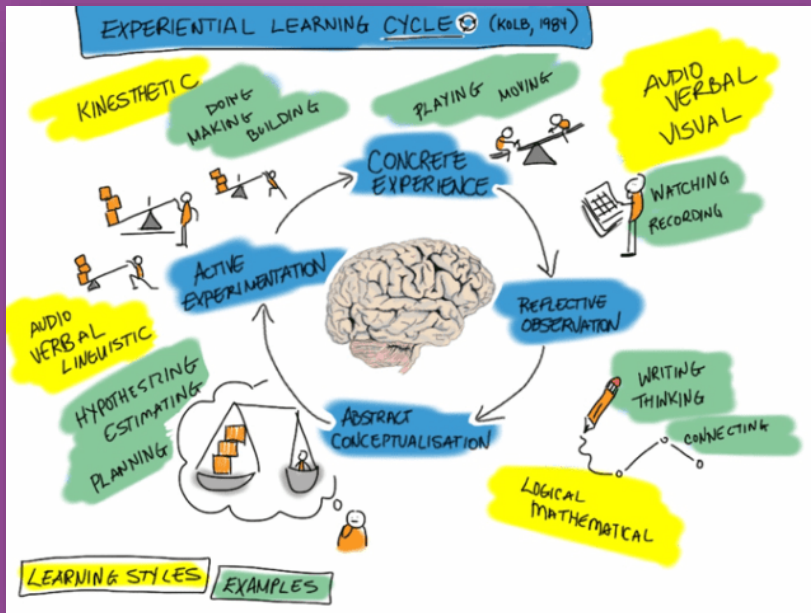 EXPERIENTIAL LEARNING CYCLE (KOLB, 1984)
KINESTHETIC
DOING
MAKING
BUILDING
PLAYING MOVING
AUDIO
VERBAL
VISUAL
CONCRETE
EXPERIENCE
WATCHING
RECORDING
ACTIVE
EXPERIMENTATION
REFLECTIVE
OBSERVATION
AUDIO
VERBAL
LINGUISTIC
HYPOTHESIZING
ESTIMATING
PLANNING
ABSTRACT
CONCEPTUALISATION
WRITING
THINKING
CONNECTING
LOGICAL
MATHEMATICAL
LEARNING STYLES
EXAMPLES